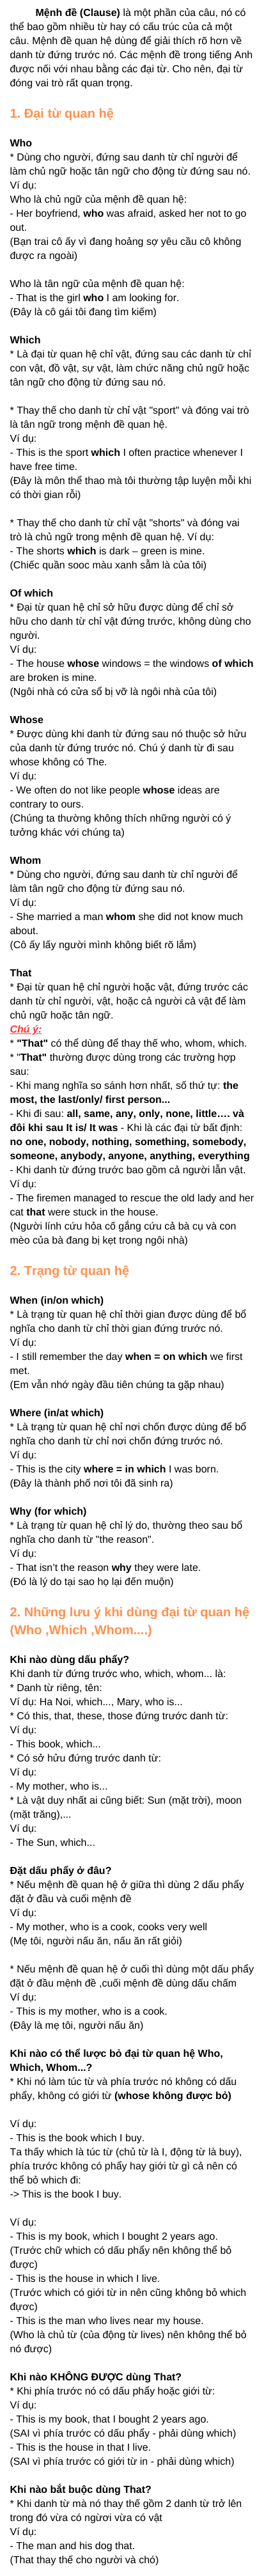 Mệnh đề (Clause) là một phần của câu, nó có
thể bao gồm nhiều từ hay có cấu trúc của cả một
câu. Mệnh đề quan hệ dùng để giải thích rõ hơn về
danh từ đứng trước nó. Các mệnh đề trong tiếng Anh
được nối với nhau bằng các đại từ. Cho nên, đại từ
đóng vai trò rất quan trọng.
1. Đại từ quan hệ
Who
* Dùng cho người, đứng sau danh từ chỉ người để
làm chủ ngữ hoặc tân ngữ cho động từ đứng sau nó.
Ví dụ:
Who là chủ ngữ của mệnh đề quan hệ:
- Her boyfriend, who was afraid, asked her not to go
out.
(Bạn trai cô ấy vì đang hoảng sợ yêu cầu cô không
được ra ngoài)
Who là tân ngữ của mệnh đề quan hệ:
- That is the girl who I am looking for.
(Đây là cô gái tôi đang tìm kiếm)
Which
* Là đại từ quan hệ chỉ vật, đứng sau các danh từ chỉ
con vật, đồ vật, sự vật, làm chức năng chủ ngữ hoặc
tân ngữ cho động từ đứng sau nó.
* Thay thế cho danh từ chỉ vật "sport" và đóng vai trò
là tân ngữ trong mệnh đề quan hệ.
Ví dụ:
- This is the sport which I often practice whenever I
have free time.
(Đây là môn thể thao mà tôi thường tập luyện mỗi khi
có thời gian rỗi)
* Thay thế cho danh từ chỉ vật "shorts" và đóng vai
trò là chủ ngữ trong mệnh đề quan hệ. Ví dụ:
- The shorts which is dark – green is mine.
(Chiếc quần sooc màu xanh sẫm là của tôi)
Of which
* Đại từ quan hệ chỉ sở hữu được dùng để chỉ sở
hữu cho danh từ chỉ vật đứng trước, không dùng cho
người.
Ví dụ:
- The house whose windows = the windows of which
are broken is mine.
(Ngôi nhà có cửa sổ bị vỡ là ngôi nhà của tôi)
Whose
* Được dùng khi danh từ đứng sau nó thuộc sở hửu
của danh từ đứng trước nó. Chú ý danh từ đi sau
whose không có The.
Ví dụ:
- We often do not like people whose ideas are
contrary to ours.
(Chúng ta thường không thích những người có ý
tưởng khác với chúng ta)
Whom
* Dùng cho người, đứng sau danh từ chỉ người để
làm tân ngữ cho động từ đứng sau nó.
Ví dụ:
- She married a man whom she did not know much
about.
(Cô ấy lấy người mình không biết rõ lắm)
That
* Đại từ quan hệ chỉ người hoặc vật, đứng trước các
danh từ chỉ người, vật, hoặc cả người cả vật để làm
chủ ngữ hoặc tân ngữ.
Chú ý:
* "That" có thể dùng để thay thế who, whom, which.
* "That" thường được dùng trong các trường hợp
sau:
- Khi mang nghĩa so sánh hơn nhất, số thứ tự: the
most, the last/only/ first person...
- Khi đi sau: all, same, any, only, none, little…. và
đôi khi sau It is/ It was - Khi là các đại từ bất định:
no one, nobody, nothing, something, somebody,
someone, anybody, anyone, anything, everything
- Khi danh từ đứng trước bao gồm cả người lẫn vật.
Ví dụ:
- The firemen managed to rescue the old lady and her
cat that were stuck in the house.
(Người lính cứu hỏa cố gắng cứu cả bà cụ và con
mèo của bà đang bị kẹt trong ngôi nhà)
2. Trạng từ quan hệ
When (in/on which)
* Là trạng từ quan hệ chỉ thời gian được dùng để bổ
nghĩa cho danh từ chỉ thời gian đứng trước nó.
Ví dụ:
- I still remember the day when = on which we first
met.
(Em vẫn nhớ ngày đầu tiên chúng ta gặp nhau)
Where (in/at which)
* Là trạng từ quan hệ chỉ nơi chốn được dùng để bổ
nghĩa cho danh từ chỉ nơi chốn đứng trước nó.
Ví dụ:
- This is the city where = in which I was born.
(Đây là thành phố nơi tôi đã sinh ra)
Why (for which)
* Là trạng từ quan hệ chỉ lý do, thường theo sau bổ
nghĩa cho danh từ "the reason".
Ví dụ:
- That isn’t the reason why they were late.
(Đó là lý do tại sao họ lại đến muộn)
2. Những lưu ý khi dùng đại từ quan hệ
(Who ,Which ,Whom....)
Khi nào dùng dấu phẩy?
Khi danh từ đứng trước who, which, whom... là:
* Danh từ riêng, tên:
Ví dụ: Ha Noi, which..., Mary, who is...
* Có this, that, these, those đứng trước danh từ:
Ví dụ:
- This book, which...
* Có sở hửu đứng trước danh từ:
Ví dụ:
- My mother, who is...
* Là vật duy nhất ai cũng biết: Sun (mặt trời), moon
(mặt trăng),...
Ví dụ:
- The Sun, which...
Đặt dấu phẩy ở đâu?
* Nếu mệnh đề quan hệ ở giữa thì dùng 2 dấu phẩy
đặt ở đầu và cuối mệnh đề
Ví dụ:
- My mother, who is a cook, cooks very well
(Mẹ tôi, người nấu ăn, nấu ăn rất giỏi)
* Nếu mệnh đề quan hệ ở cuối thì dùng một dấu phẩy
đặt ở đầu mệnh đề ,cuối mệnh đề dùng dấu chấm
Ví dụ:
- This is my mother, who is a cook.
(Đây là mẹ tôi, người nấu ăn)
Khi nào có thể lược bỏ đại từ quan hệ Who,
Which, Whom...?
* Khi nó làm túc từ và phía trước nó không có dấu
phẩy, không có giới từ (whose không được bỏ)
Ví dụ:
- This is the book which I buy.
Ta thấy which là túc từ (chủ từ là I, động từ là buy),
phía trước không có phẩy hay giới từ gì cả nên có
thể bỏ which đi:
-> This is the book I buy.
Ví dụ:
- This is my book, which I bought 2 years ago.
(Trước chữ which có dấu phẩy nên không thể bỏ
được)
- This is the house in which I live.
(Trước which có giới từ in nên cũng không bỏ which
đựơc)
- This is the man who lives near my house.
(Who là chủ từ (của động từ lives) nên không thể bỏ
nó được)
Khi nào KHÔNG ĐƯỢC dùng That?
* Khi phía trước nó có dấu phẩy hoặc giới từ:
Ví dụ:
- This is my book, that I bought 2 years ago.
(SAI vì phía trước có dấu phẩy - phải dùng which)
- This is the house in that I live.
(SAI vì phía trước có giới từ in - phải dùng which)
Khi nào bắt buộc dùng That?
* Khi danh từ mà nó thay thế gồm 2 danh từ trở lên
trong đó vừa có ngừơi vừa có vật
Ví dụ:
- The man and his dog that.
(That thay thế cho người và chó)